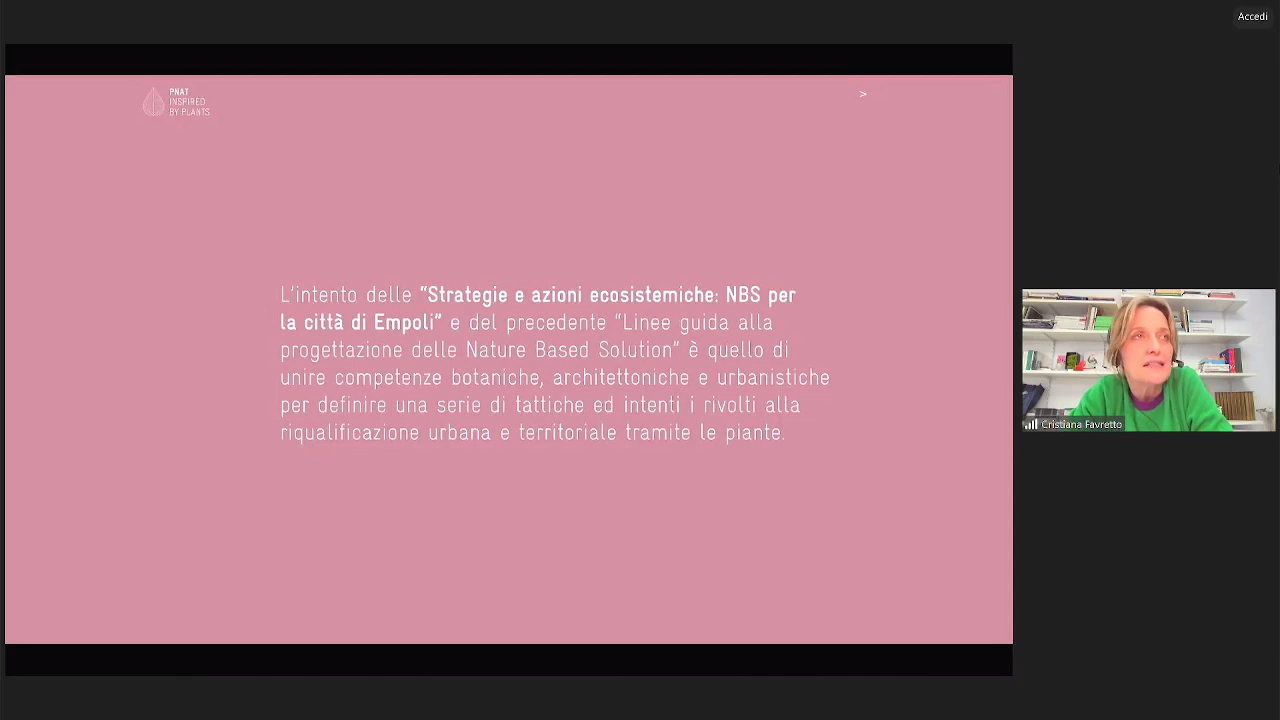 Accedi
PNAT
INSPIRED
BY PLANTS
>
L'intento delle "Strategie e azioni ecosistemiche: NBS per
la città di Empoli" e del precedente "Linee guida alla
progettazione delle Nature Based Solution" è quello di
unire competenze botaniche, architettoniche e urbanistiche
per definire una serie di tattiche ed intenti i rivolti alla
riqualificazione urbana e territoriale tramite le piante.
Cristiana Favretto